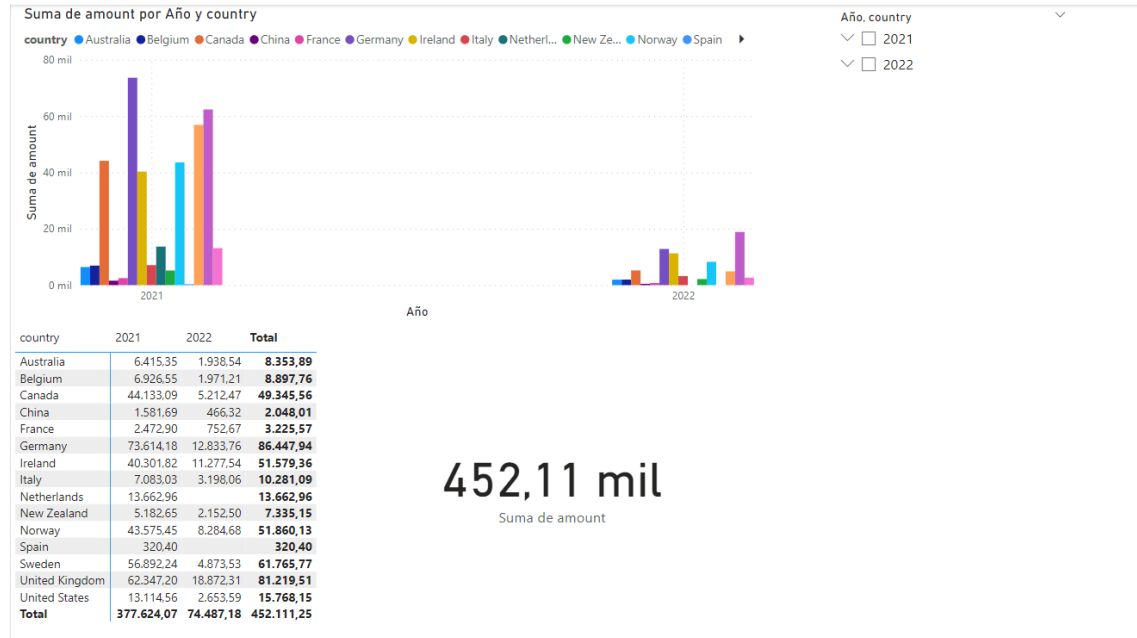 Suma de amount por Año y country
country Australia Belgium Canada China France Germany Ireland Italy Netherl... New Ze... Norway Spain
80 mil
60 mil
40 mil
20 mil
0 mil
Suma de amount
2021
2022
Año
Año, country
2021
2022
country 2021 2022 Total
Australia 6.415,35 1.938,54 8.353,89
Belgium 6.926,55 1.971,21 8.897,76
Canada 44.133,09 5.212,47 49.345,56
China 1.581,69 466,32 2.048,01
France 2.472,90 752,67 3.225,57
Germany 73.614,18 12.833,76 86.447,94
Ireland 40.301,82 11.277,54 51.579,36
Italy 7.083,03 3.198,06 10.281,09
Netherlands 13.662,96 13.662,96
New Zealand 5.182,65 2.152,50 7.335,15
Norway 43.575,45 8.284,68 51.860,13
Spain 320,40 320,40
Sweden 56.892,24 4.873,53 61.765,77
United Kingdom 62.347,20 18.872,31 81.219,51
United States 13.114,56 2.653,59 15.768,15
Total 377.624,07 74.487,18 452.111,25
452,11 mil
Suma de amount